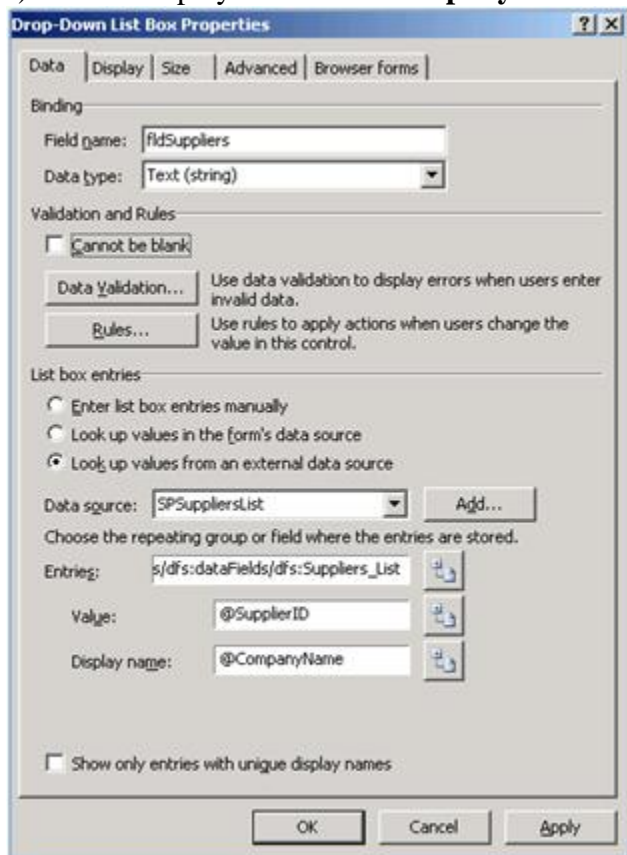 Drop-Down List Box Properties
Data Display Size Advanced Browser forms
Binding
Field name: fldSuppliers
Data type: Text (string)
Validation and Rules
Cannot be blank
Data Validation... Use data validation to display errors when users enter
invalid data.
Rules... Use rules to apply actions when users change the
value in this control.
List box entries
Enter list box entries manually
Look up values in the form's data source
Look up values from an external data source
Data source: SPSuppliersList Add...
Choose the repeating group or field where the entries are stored.
Entries: s/dfs:dataFields/dfs:Suppliers_List
Value: @SupplierID
Display name: @CompanyName
Show only entries with unique display names
OK Cancel Apply